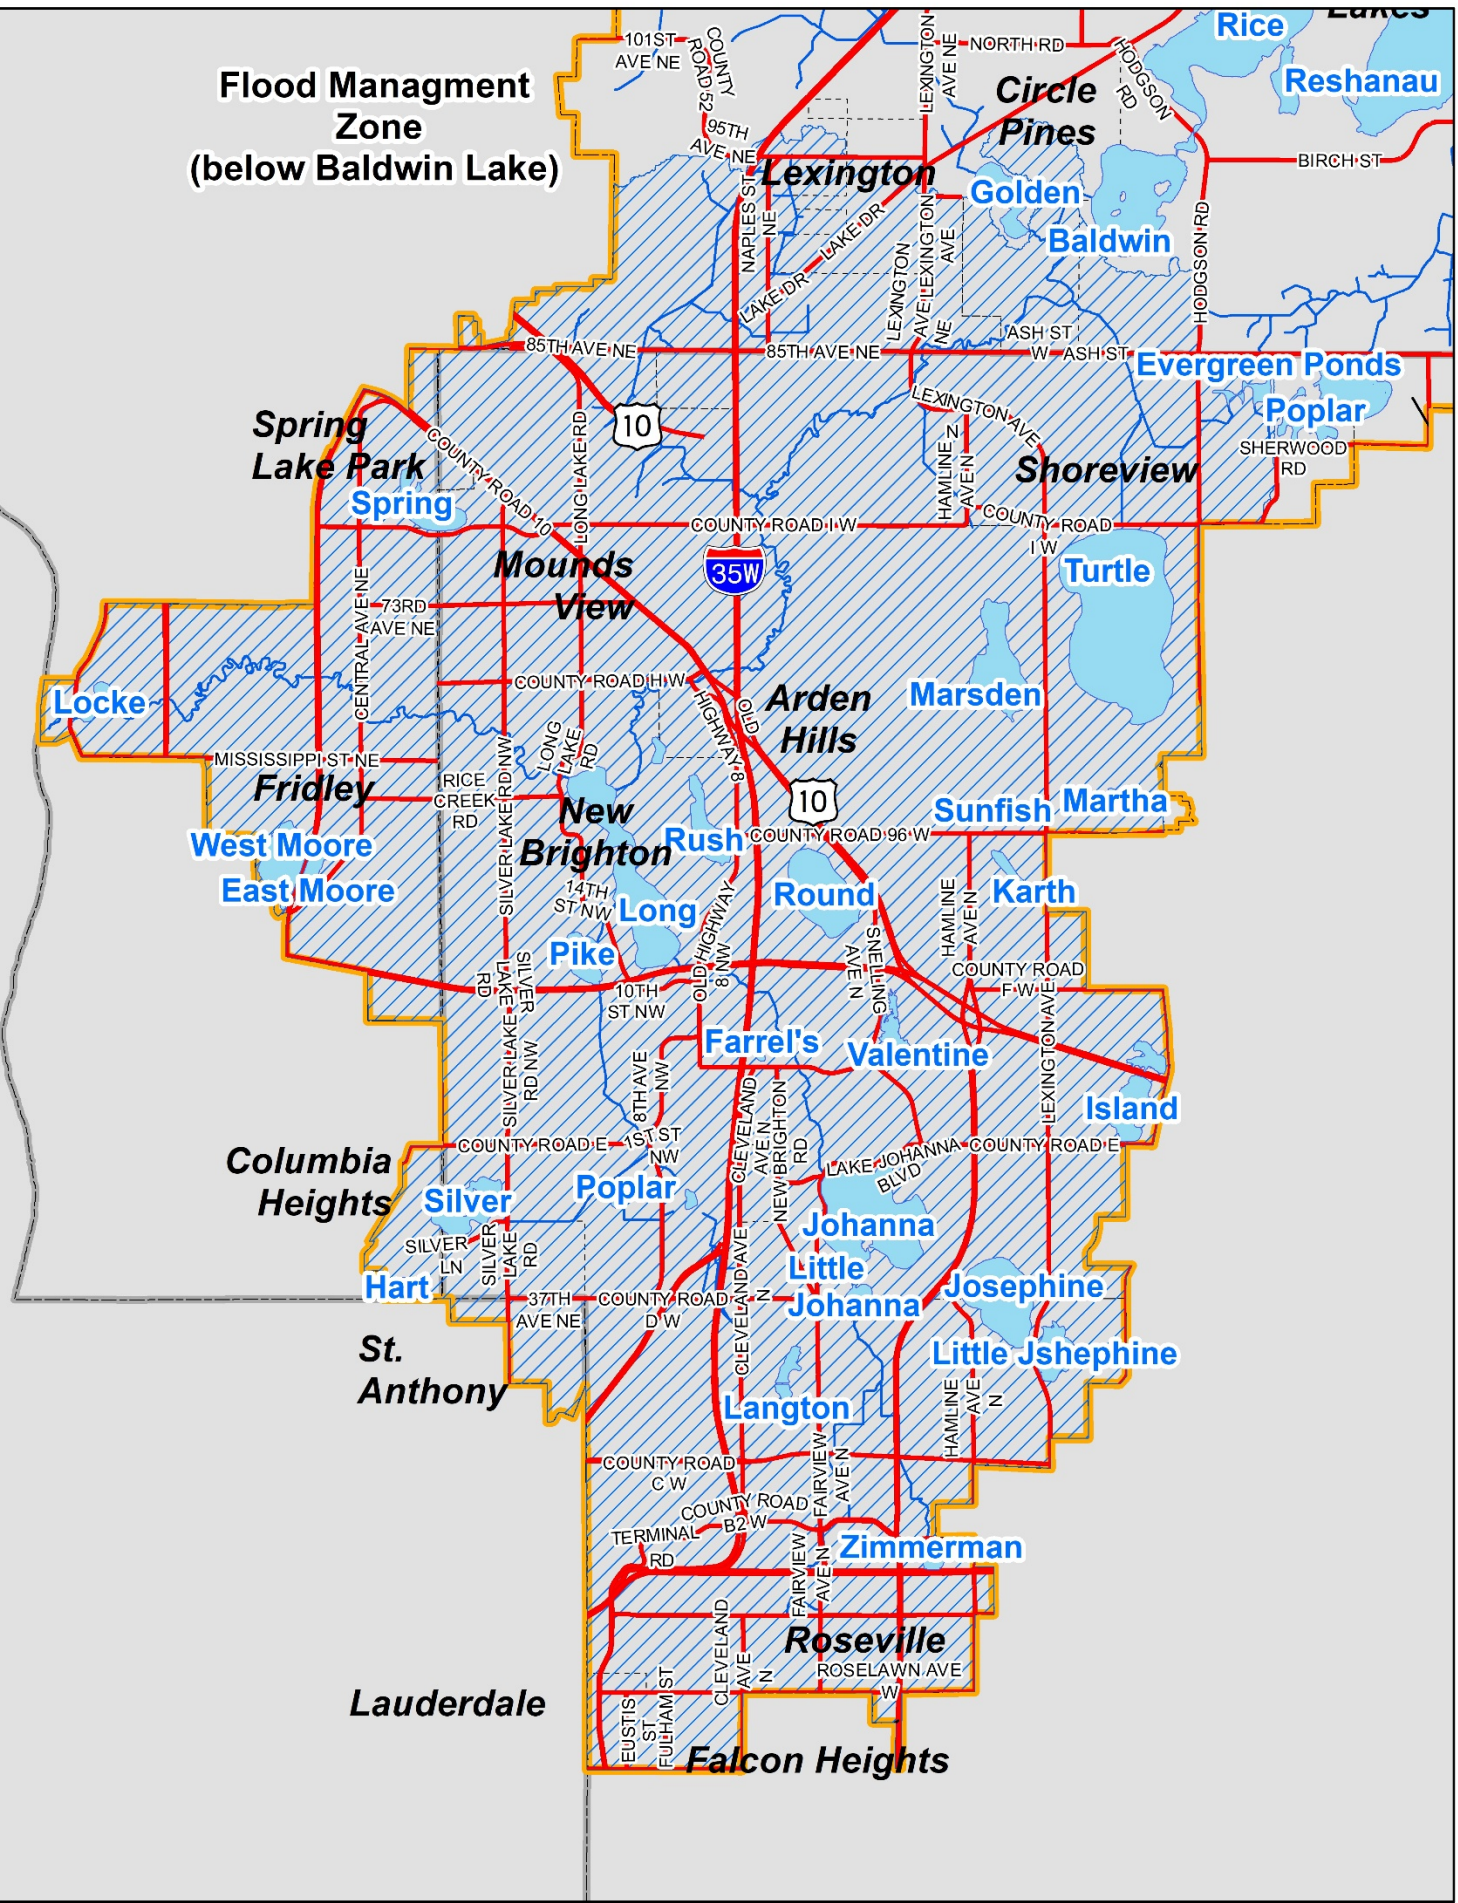 Flood Managment
Zone
(below Baldwin Lake)
101ST
AVE NE
COUNTY
ROAD 52
95TH
AVE NE
LEXINGTON
AVE NE
NORTH RD
HODGSON
RD
Rice
Lakes
Reshanau
Circle
Pines
BIRCH ST
Lexington
Golden
Baldwin
NAPLES ST
NE
LAKE DR
LAKE DR
LEXINGTON
AVE
LEXINGTON
AVE
NE
HODGSON RD
ASH ST
W ASH ST
85TH AVE NE
85TH AVE NE
Evergreen Ponds
Poplar
SHERWOOD
RD
10
Spring
Lake Park
Spring
COUNTY ROAD 10
LONG LAKE RD
LEXINGTON AVE
N
HAMLINE
AVE N
Shoreview
COUNTY ROAD I W
COUNTY ROAD
I W
Mounds
View
35W
Turtle
73RD
AVE NE
CENTRAL AVE NE
COUNTY ROAD H W
Locke
Marsden
Arden
Hills
HIGHWAY 8
OLD
LONG
LAKE
RD
MISSISSIPPI ST NE
Fridley
RICE
CREEK
RD
SILVER LAKE RD NW
New
Brighton
10
Rush
COUNTY ROAD 96 W
Sunfish
Martha
West Moore
East Moore
14TH
ST NW
Long
Round
Karth
HAMLINE
AVE N
Pike
OLD HIGHWAY
8 NW
SNELLING
AVE N
COUNTY ROAD
F W
SILVER
LAKE
RD
10TH
ST NW
Farrel's
Valentine
SILVER LAKE
RD NW
8TH AVE
NW
LEXINGTON AVE
Island
CLEVELAND
AVE N
NEW BRIGHTON
RD
COUNTY ROAD E
1ST ST
NW
LAKE JOHANNA
BLVD
COUNTY ROAD E
Columbia
Heights
Silver
Poplar
Johanna
SILVER
LN
SILVER
LAKE
RD
Little
Johanna
Hart
Josephine
37TH
AVE NE
COUNTY ROAD
D W
CLEVELAND AVE
N
St.
Anthony
Little Jshephine
HAMLINE
AVE
N
Langton
COUNTY ROAD
C W
FAIRVIEW
AVE N
COUNTY ROAD
B2 W
TERMINAL
RD
Zimmerman
FAIRVIEW
AVE N
CLEVELAND
AVE
N
Roseville
ROSELAWN AVE
W
Lauderdale
EUSTIS
ST
FULHAM ST
Falcon Heights